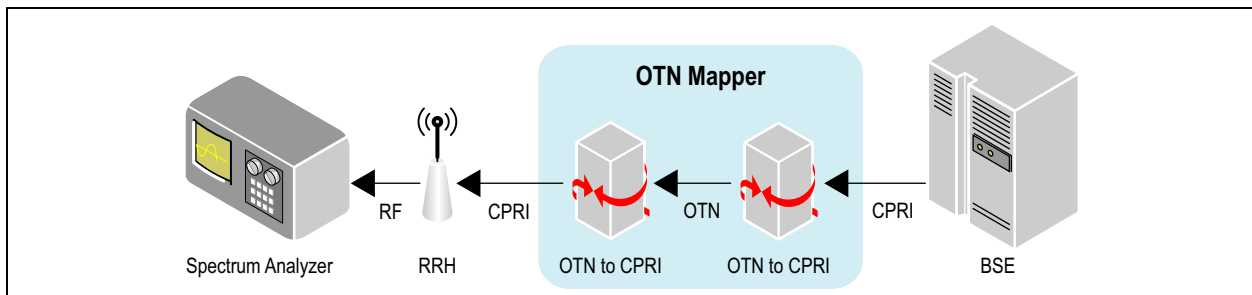 OTN Mapper
RF
CPRI
OTN
CPRI
Spectrum Analyzer
RRH
OTN to CPRI
OTN to CPRI
BSE